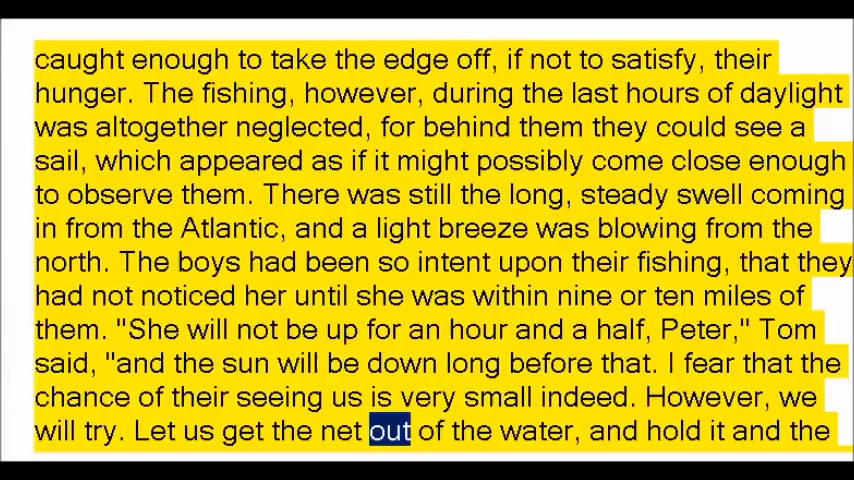 caught enough to take the edge off, if not to satisfy, their
hunger. The fishing, however, during the last hours of daylight
was altogether neglected, for behind them they could see a
sail, which appeared as if it might possibly come close enough
to observe them. There was still the long, steady swell coming
in from the Atlantic, and a light breeze was blowing from the
north. The boys had been so intent upon their fishing, that they
had not noticed her until she was within nine or ten miles of
them. "She will not be up for an hour and a half, Peter," Tom
said, "and the sun will be down long before that. I fear that the
chance of their seeing us is very small indeed. However, we
will try. Let us get the net out of the water, and hold it and the